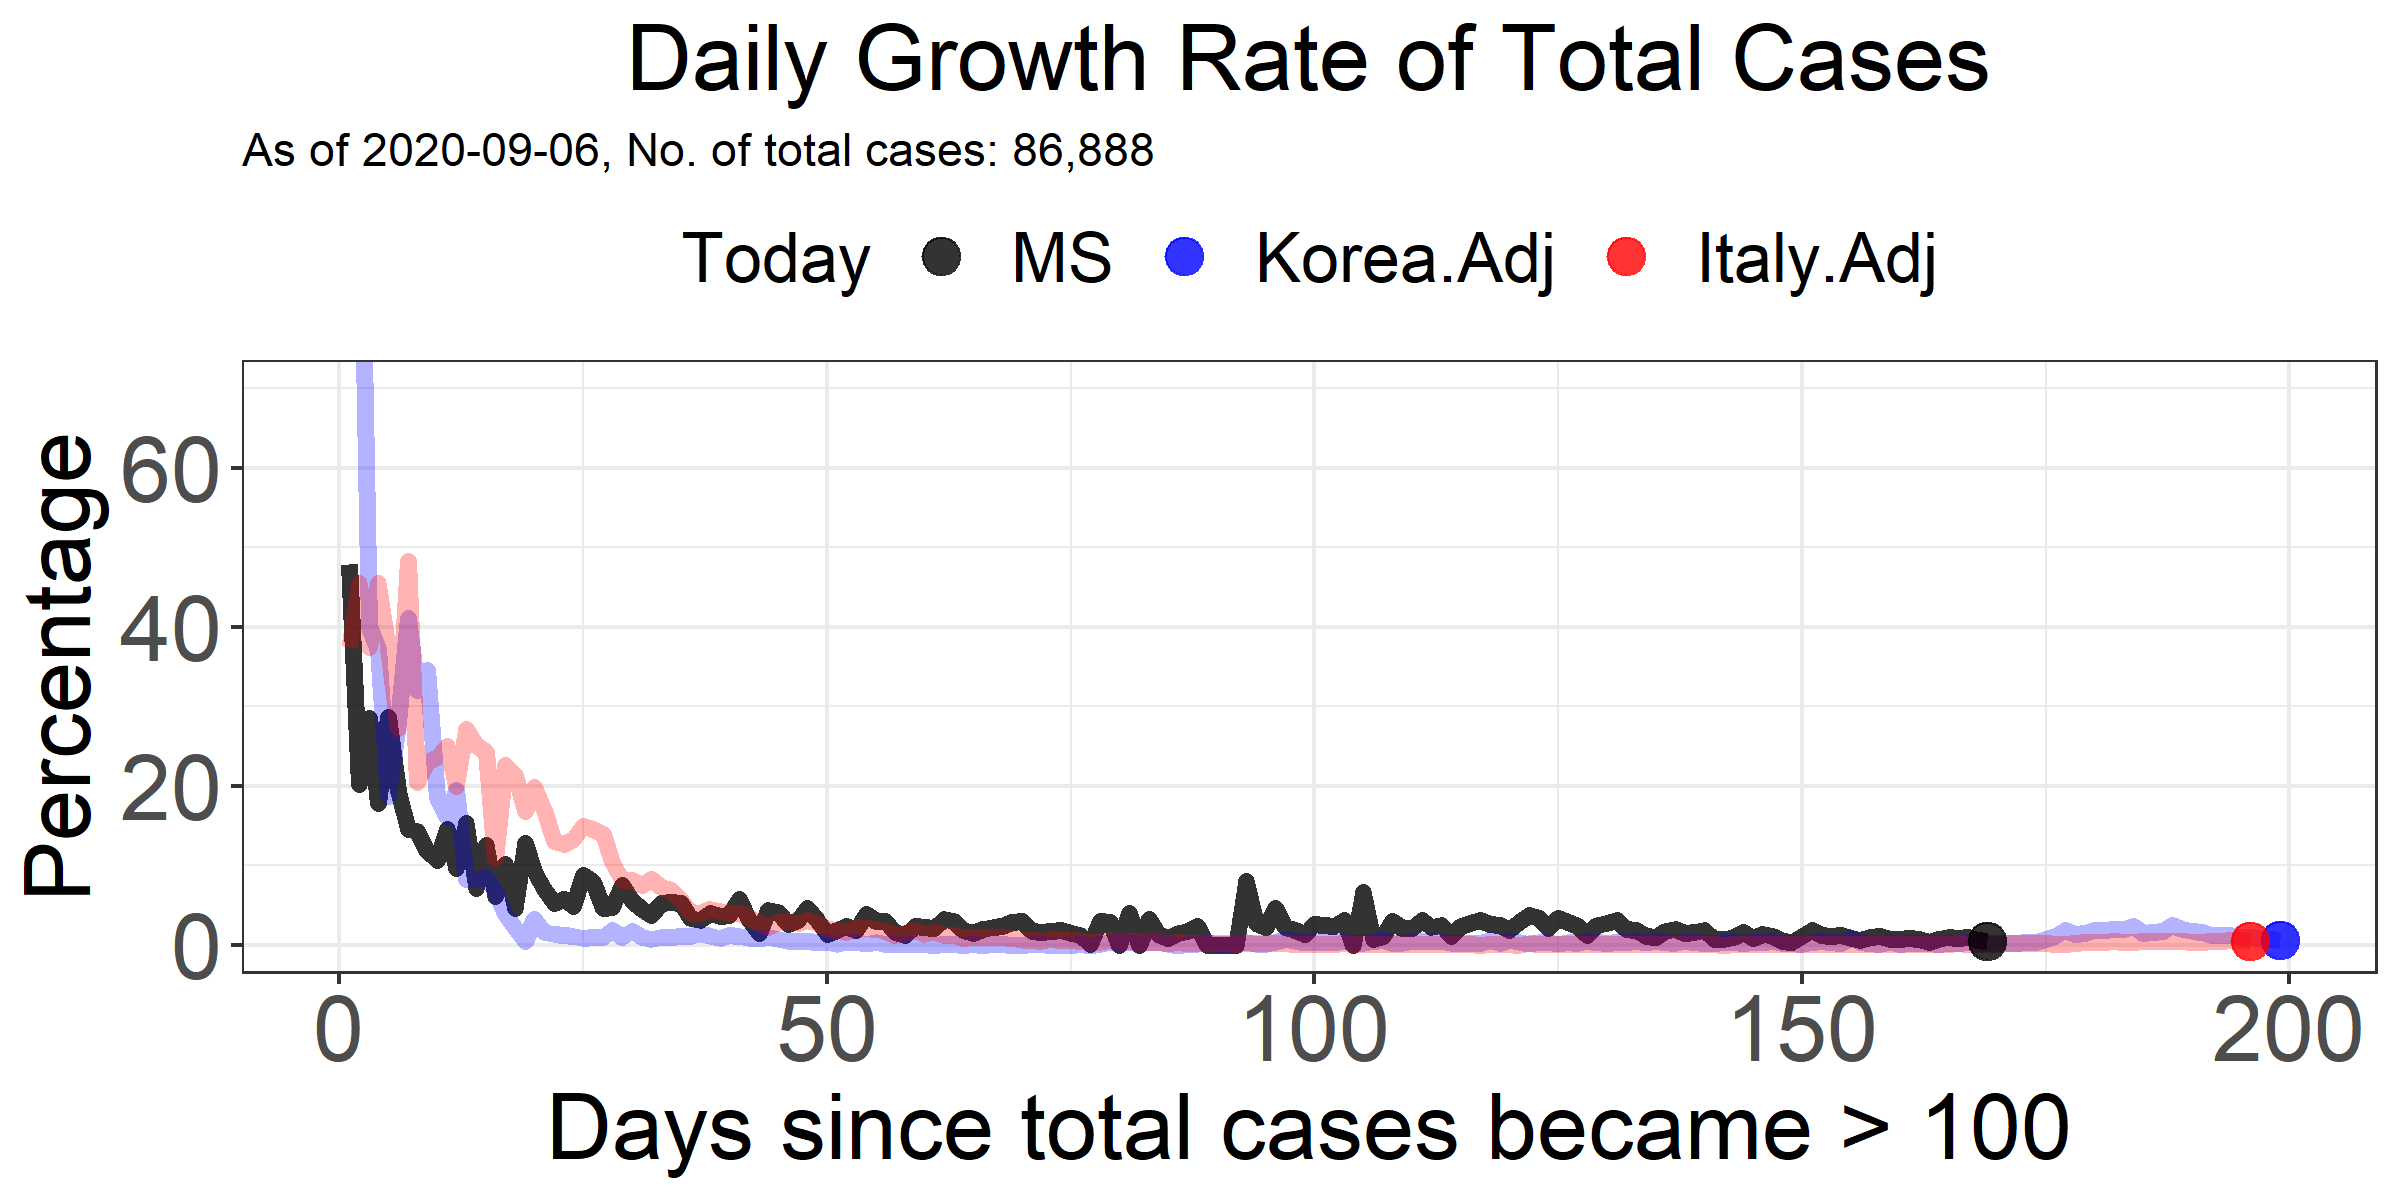 Daily Growth Rate of Total Cases
As of 2020-09-06, No. of total cases: 86,888
Today MS Korea.Adj Italy.Adj
Percentage
60
40
20
0
0 50 100 150 200
Days since total cases became > 100